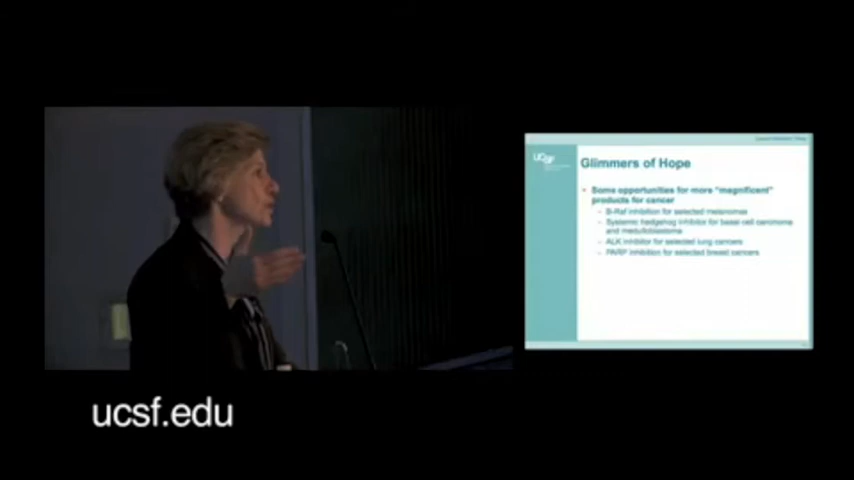 UCSF
Glimmers of Hope
• Some opportunities for more "magnificent"
products for cancer
– B-Raf inhibition for selected melanomas
– Systemic hedgehog inhibitor for basal cell carcinoma
and medulloblastoma
– ALK inhibitor for selected lung cancers
– PARP inhibition for selected breast cancers
ucsf.edu